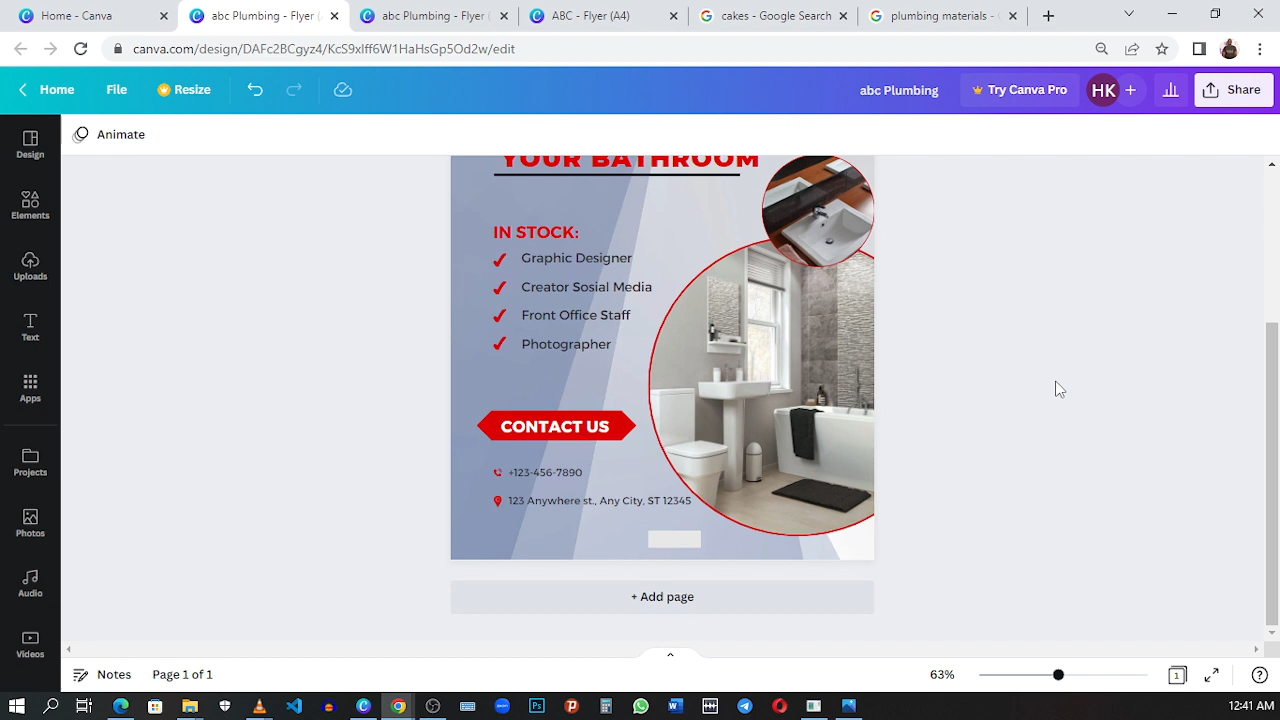 Home - Canva
abc Plumbing - Flyer (
abc Plumbing - Flyer (
ABC - Flyer (A4)
cakes - Google Search
plumbing materials -
canva.com/design/DAFc2BCgyz4/KcS9xIff6W1HaHsGp5Od2w/edit
Home
File
Resize
abc Plumbing
Try Canva Pro
HK
+
Share
Animate
Design
Elements
Uploads
Text
Apps
Projects
Photos
Audio
Videos
YOUR BATHROOM
IN STOCK:
Graphic Designer
Creator Sosial Media
Front Office Staff
Photographer
CONTACT US
+123-456-7890
123 Anywhere st., Any City, ST 12345
+ Add page
Notes
Page 1 of 1
63%
1
12:41 AM